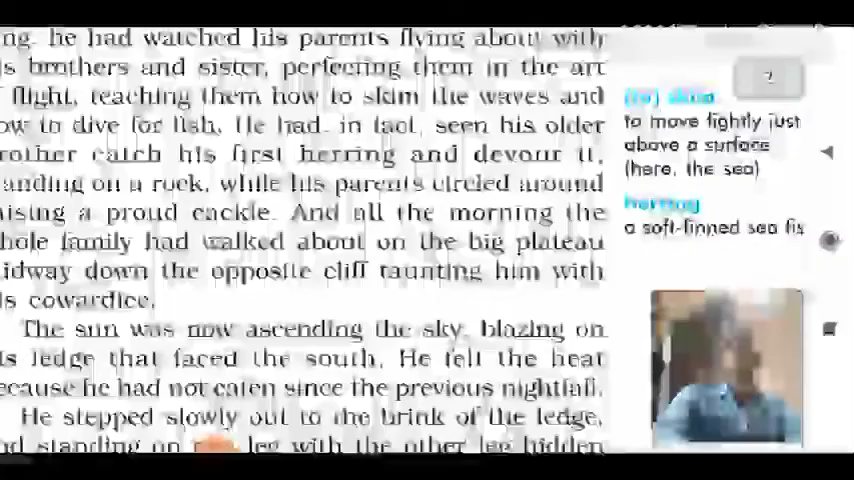 ng, he had watched his parents flying about with
s brothers and sister, perfecting them in the art
f flight, teaching them how to skim the waves and
ow to dive for fish. He had, in fact, seen his older
rother catch his first herring and devour it,
anding on a rock, while his parents circled around
aising a proud cackle. And all the morning the
hole family had walked about on the big plateau
idway down the opposite cliff taunting him with
is cowardice.
The sun was now ascending the sky, blazing on
is ledge that faced the south. He felt the heat
ecause he had not eaten since the previous nightfall.
He stepped slowly out to the brink of the ledge,
nd standing on leg with the other leg hidden
(to) skim
to move lightly just
above a surface
(here, the sea)
herring
a soft-finned sea fis